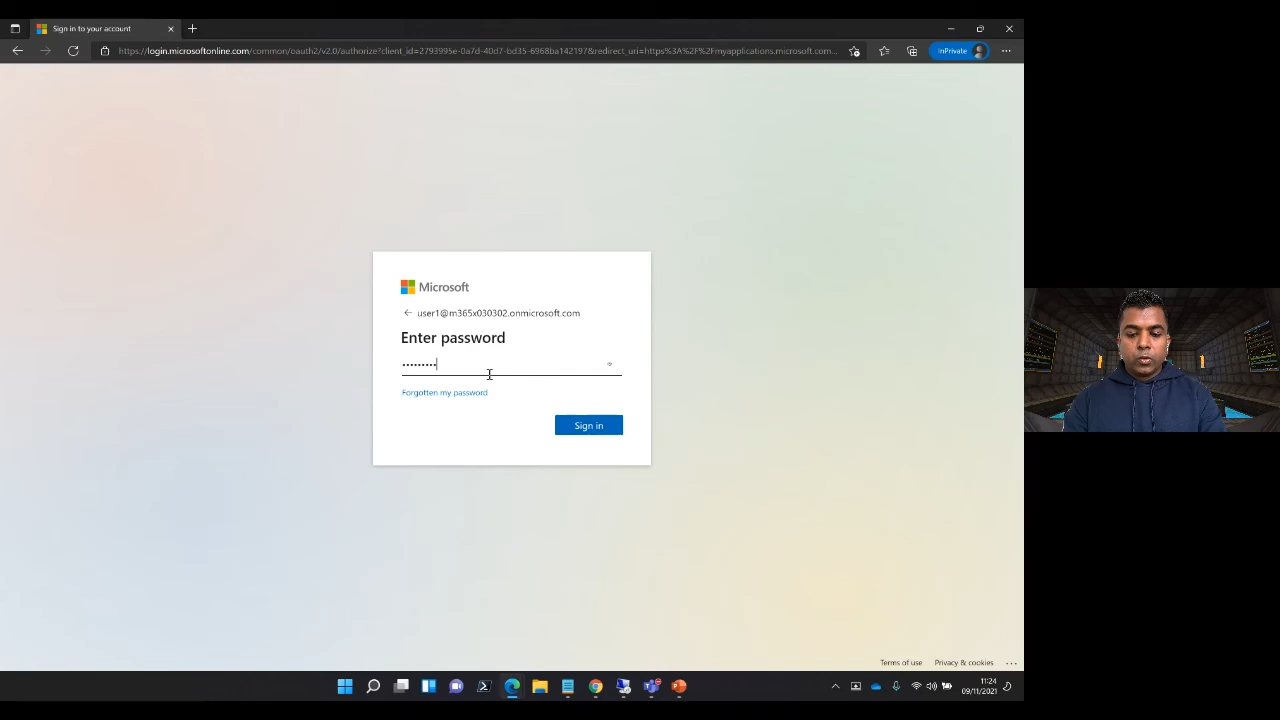 Sign in to your account
https://login.microsoftonline.com/common/oauth2/v2.0/authorize?client_id=2793995e-0a7d-40d7-bd35-6968ba142197&redirect_uri=https%3A%2F%2Fmyapplications.microsoft.com...
InPrivate
Microsoft
user1@m365x030302.onmicrosoft.com
Enter password
Forgotten my password
Sign in
Terms of use Privacy & cookies ...
11:24
09/11/2021